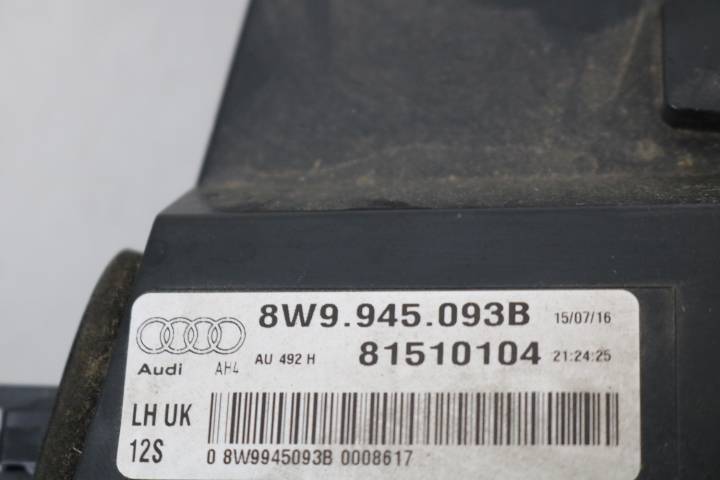 8W9.945.093B 15/07/16
Audi AH4 AU 492 H 81510104 21:24:25
LH UK
12S 0 8W9945093B 0008617